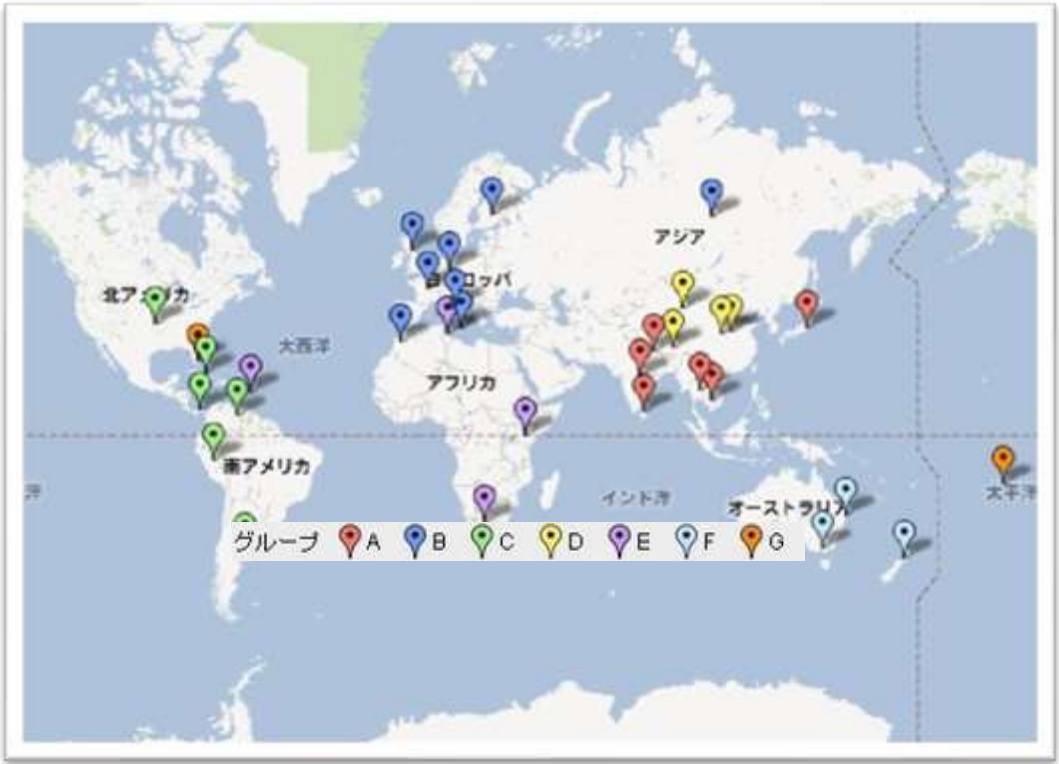 アジア
北アメリカ
ヨーロッパ
大西洋
アフリカ
南アメリカ
洋
インド洋
オーストラリア
太平洋
グループ A B C D E F G